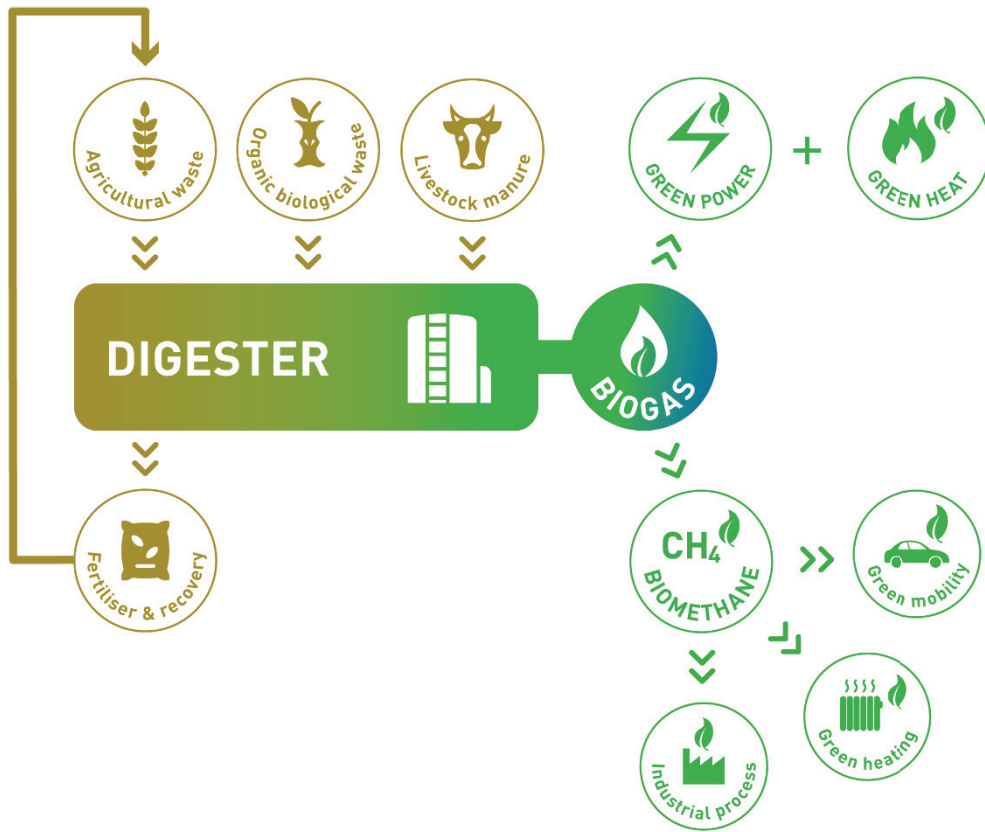 Agricultural waste
Organic biological waste
Livestock manure
GREEN POWER
+
GREEN HEAT
DIGESTER
BIOGAS
Fertiliser & recovery
CH₄
BIOMETHANE
Green mobility
Green heating
Industrial process